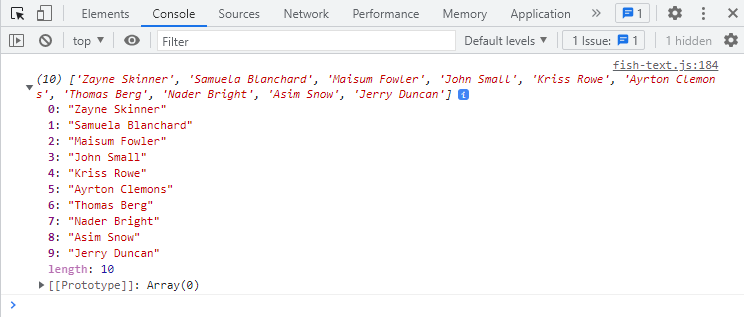 Elements Console Sources Network Performance Memory Application » 1
top ▾ Filter Default levels ▾ 1 Issue: 1 1 hidden
fish-text.js:184
(10) ['Zayne Skinner', 'Samuela Blanchard', 'Maisum Fowler', 'John Small', 'Kriss Rowe', 'Ayrton Clemon
s', 'Thomas Berg', 'Nader Bright', 'Asim Snow', 'Jerry Duncan'] i
0: "Zayne Skinner"
1: "Samuela Blanchard"
2: "Maisum Fowler"
3: "John Small"
4: "Kriss Rowe"
5: "Ayrton Clemons"
6: "Thomas Berg"
7: "Nader Bright"
8: "Asim Snow"
9: "Jerry Duncan"
length: 10
[[Prototype]]: Array(0)